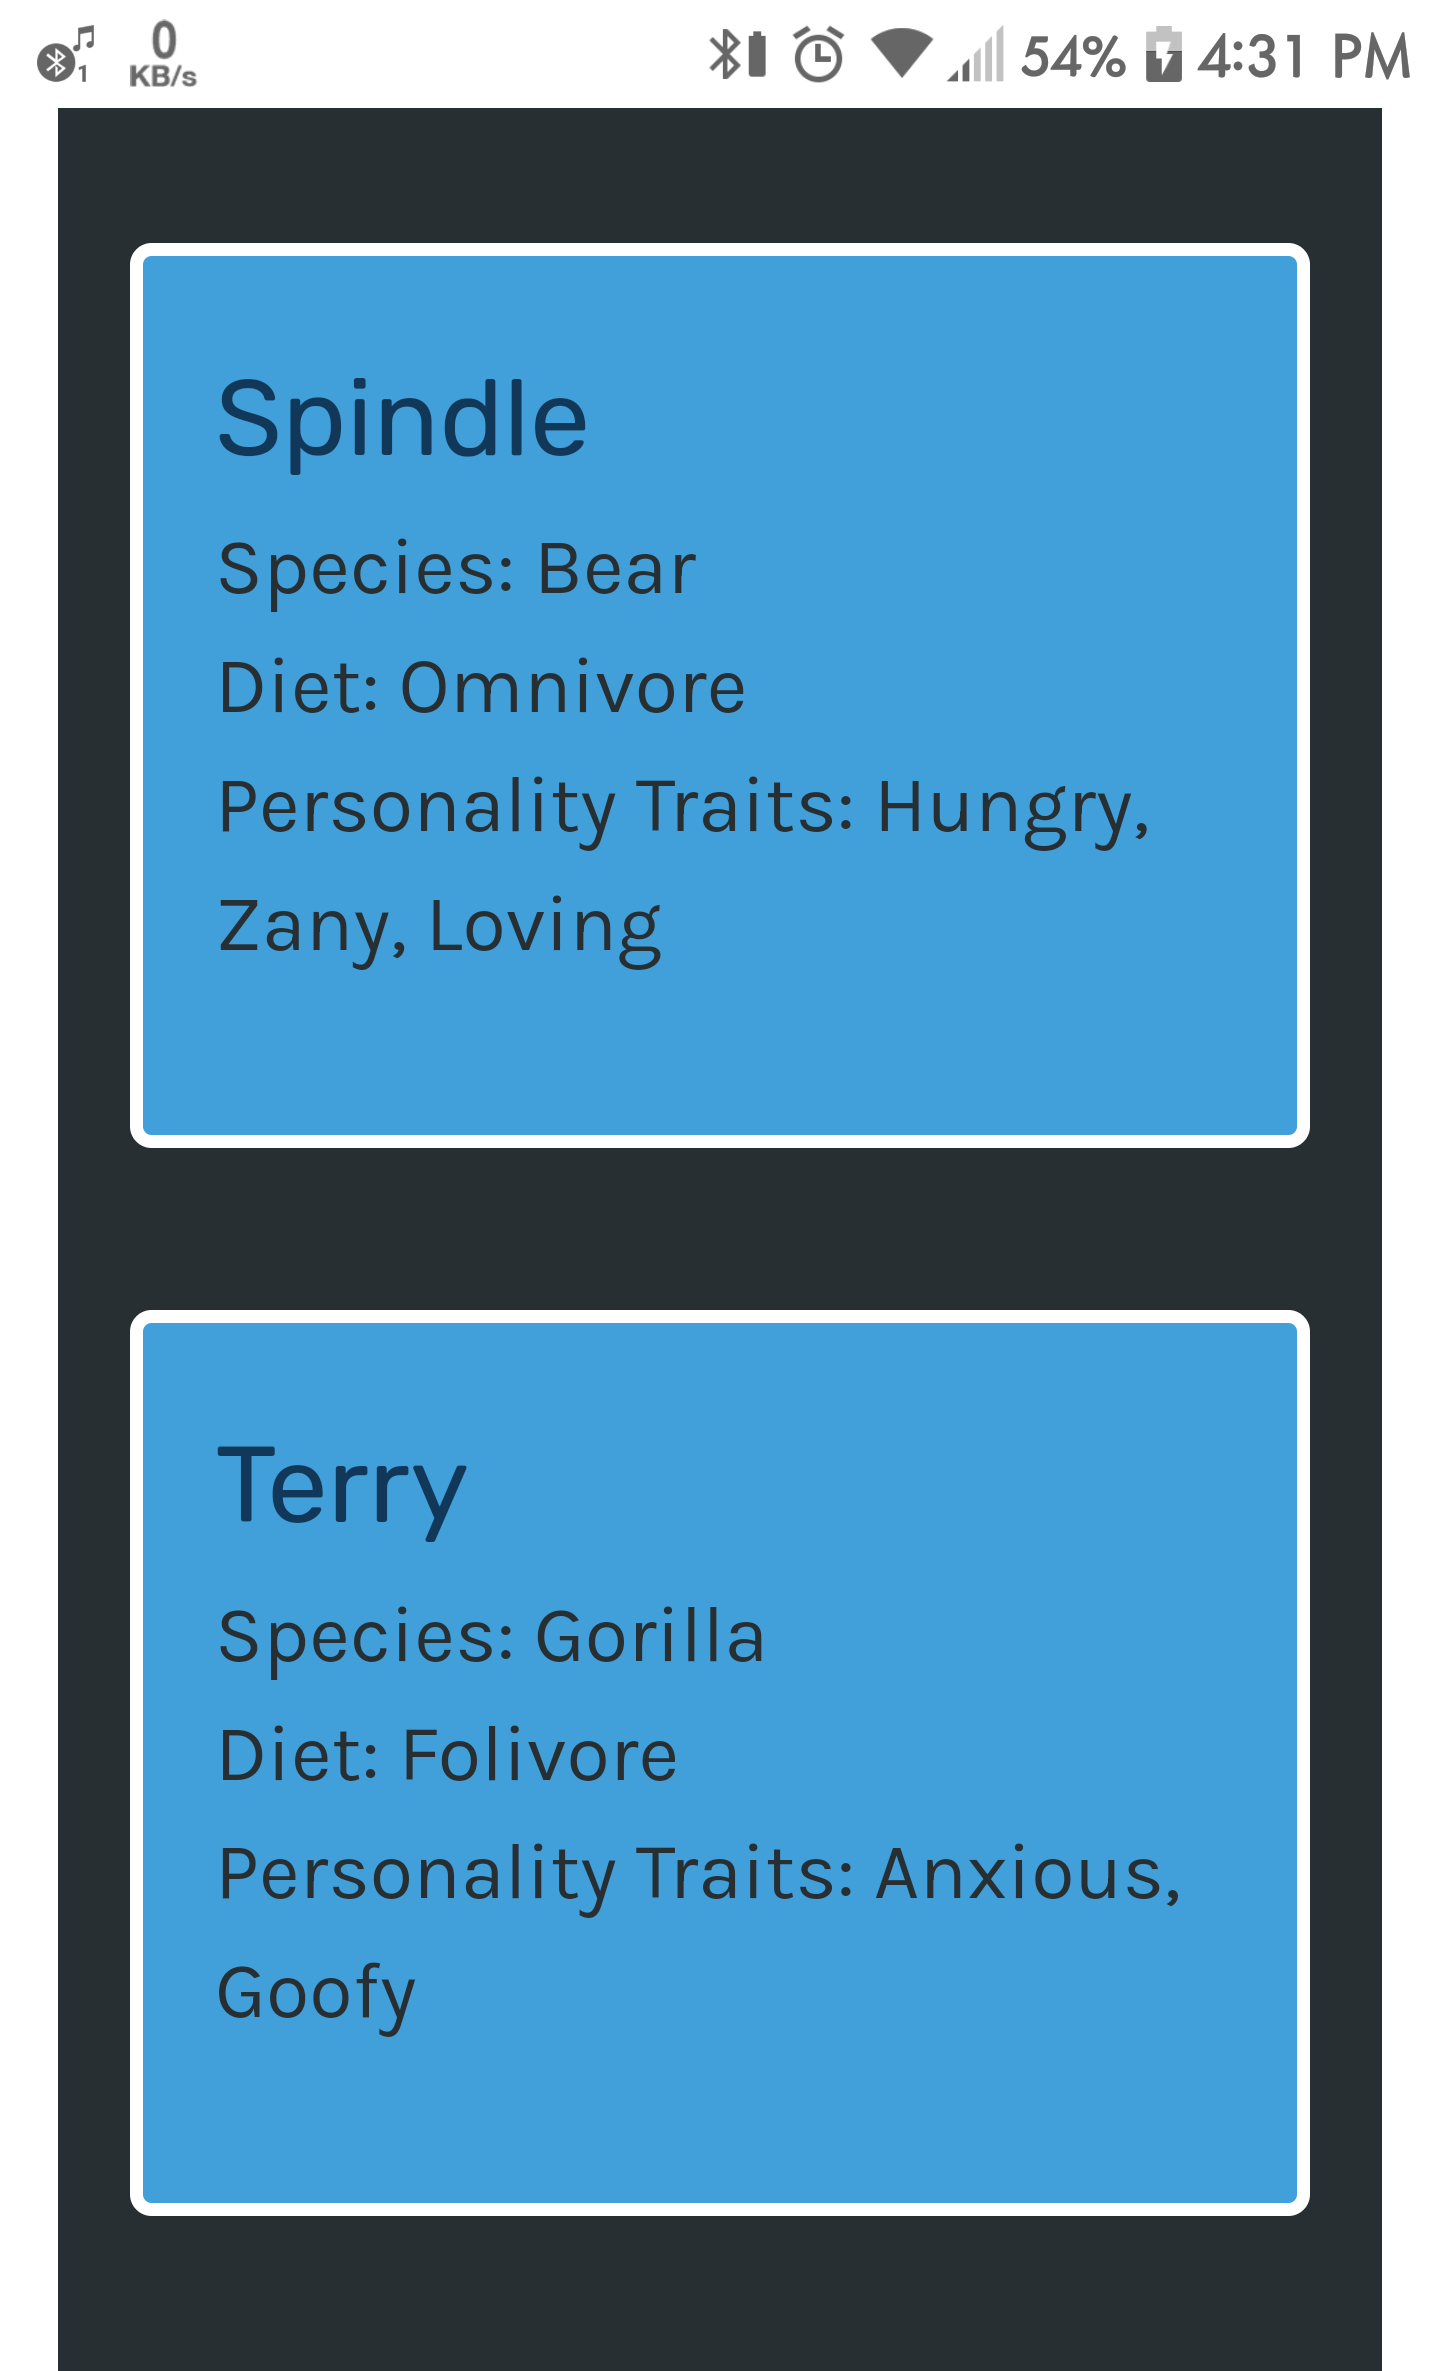 1 0 KB/s 54% 4:31 PM
Spindle
Species: Bear
Diet: Omnivore
Personality Traits: Hungry,
Zany, Loving
Terry
Species: Gorilla
Diet: Folivore
Personality Traits: Anxious,
Goofy